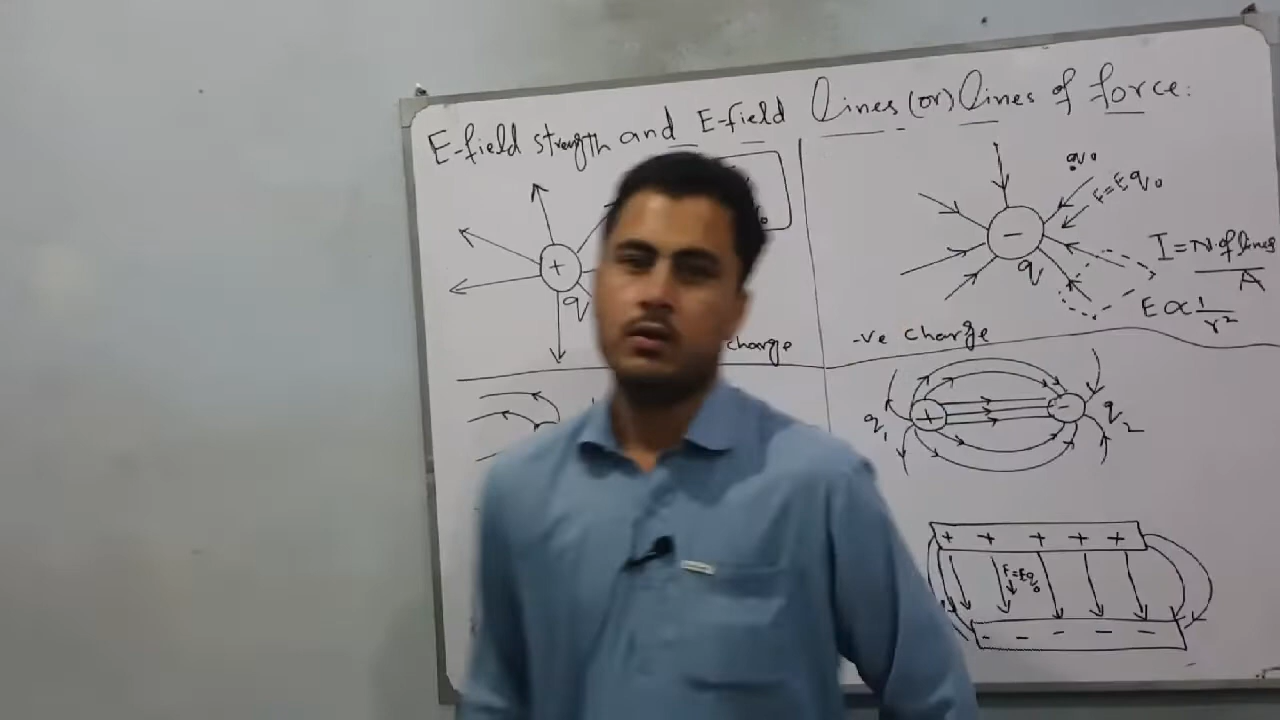 E-field strength and E-field lines (or) lines of force:
+
q
charge
-
q
q₀
F=Eq₀
I = N.of lines / A
E ∝ 1/r²
-ve charge
+
-
q₁
q₂
+ + + + +
F=Eq₀
- - - - -